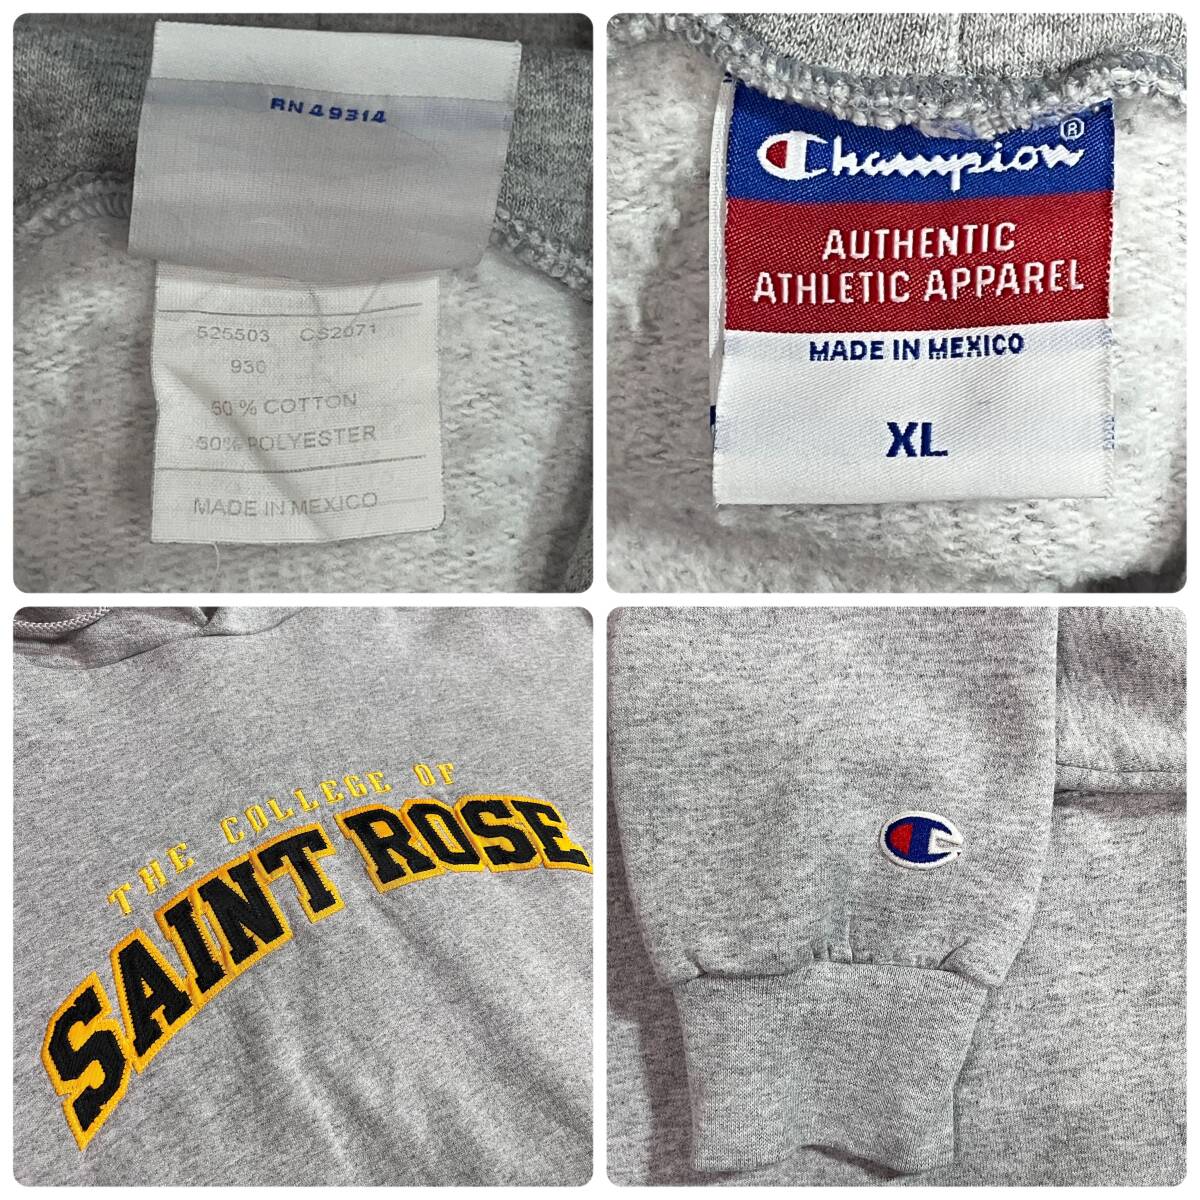 RN 49314
525503 CS2071
930
50 % COTTON
50% POLYESTER
MADE IN MEXICO
Champion®
AUTHENTIC
ATHLETIC APPAREL
MADE IN MEXICO
XL
THE COLLEGE OF
SAINT ROSE